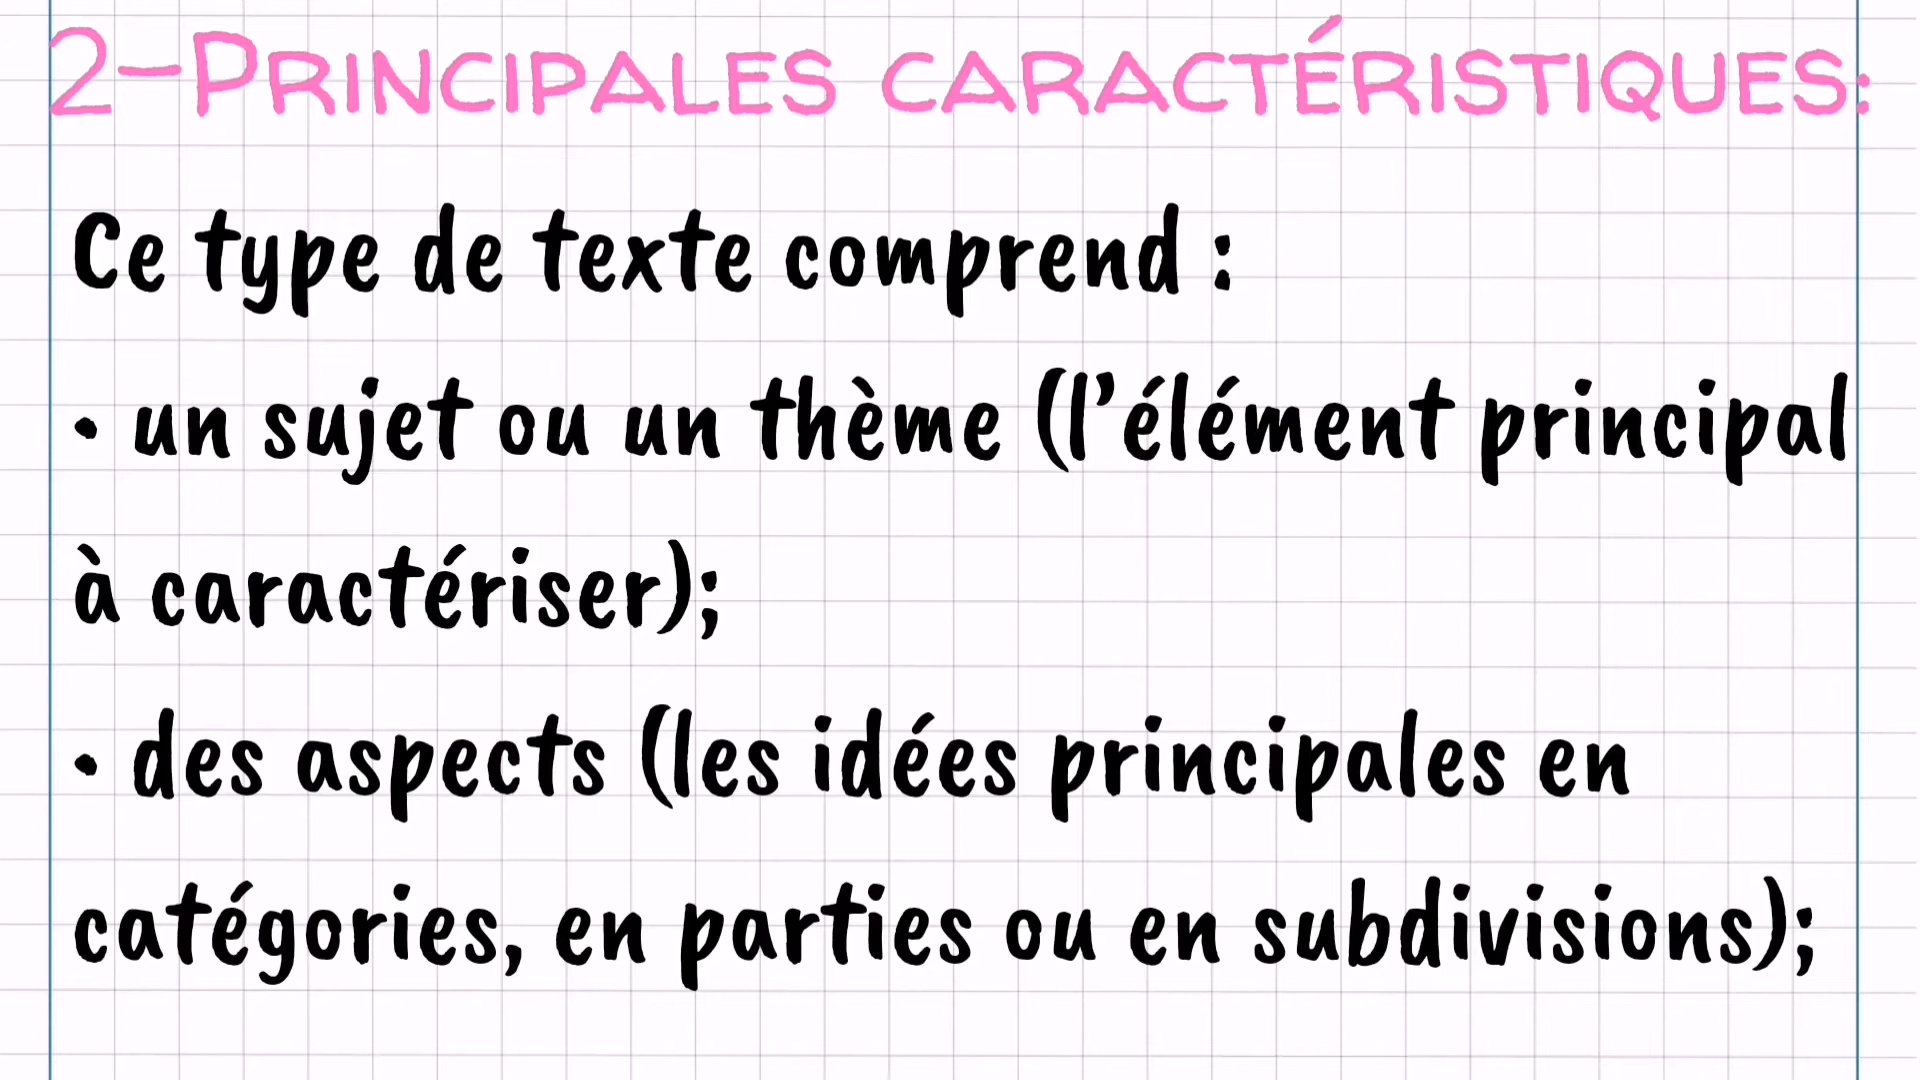 2-Principales caractéristiques:
Ce type de texte comprend :
• un sujet ou un thème (l’élément principal
à caractériser);
• des aspects (les idées principales en
catégories, en parties ou en subdivisions);